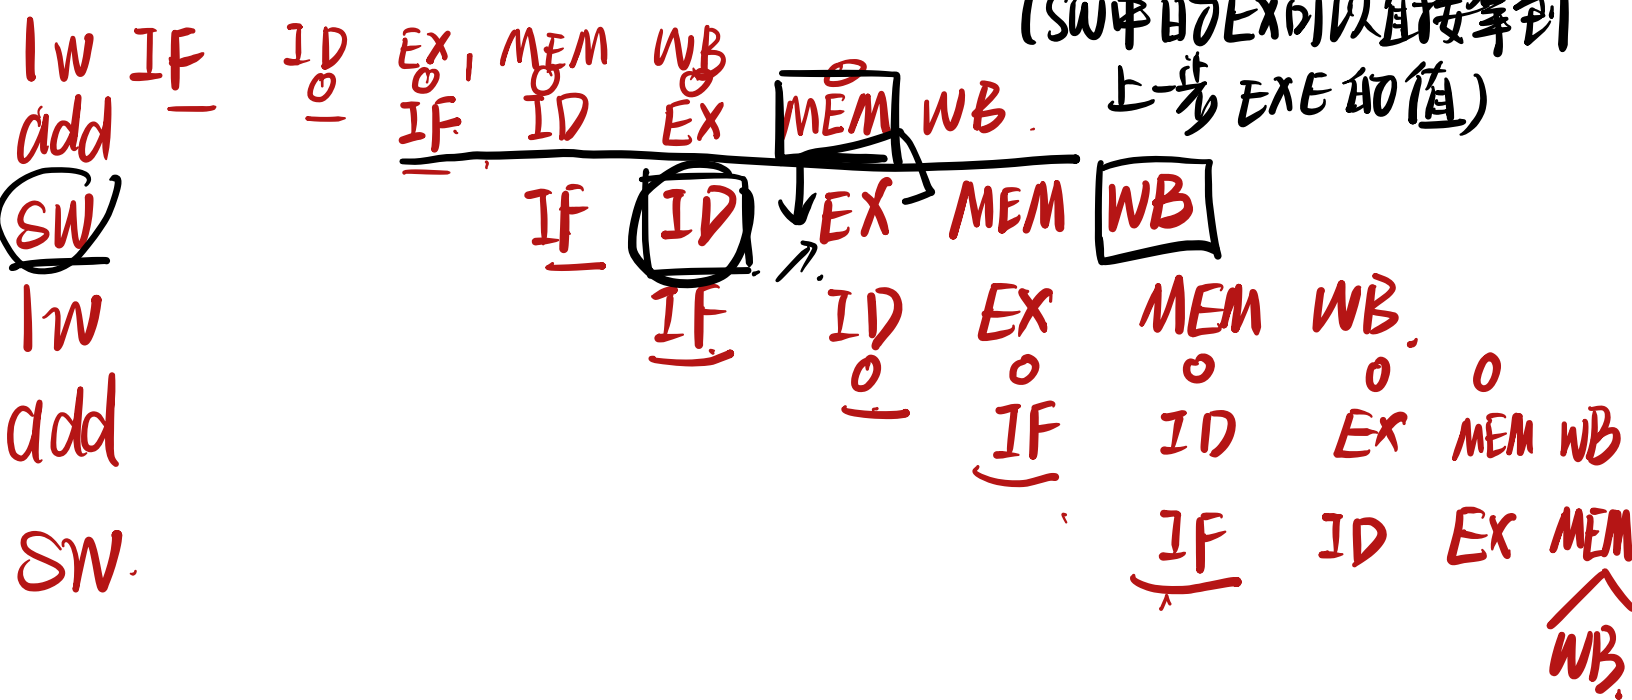 (SW中的EX可以直接拿到
上一步EXE的值)
lw IF ID EX MEM WB
O O O O O
add IF ID EX MEM WB
SW IF ID EX MEM WB
lw IF ID EX MEM WB
O O O O O
add IF ID EX MEM WB
SW IF ID EX MEM
WB